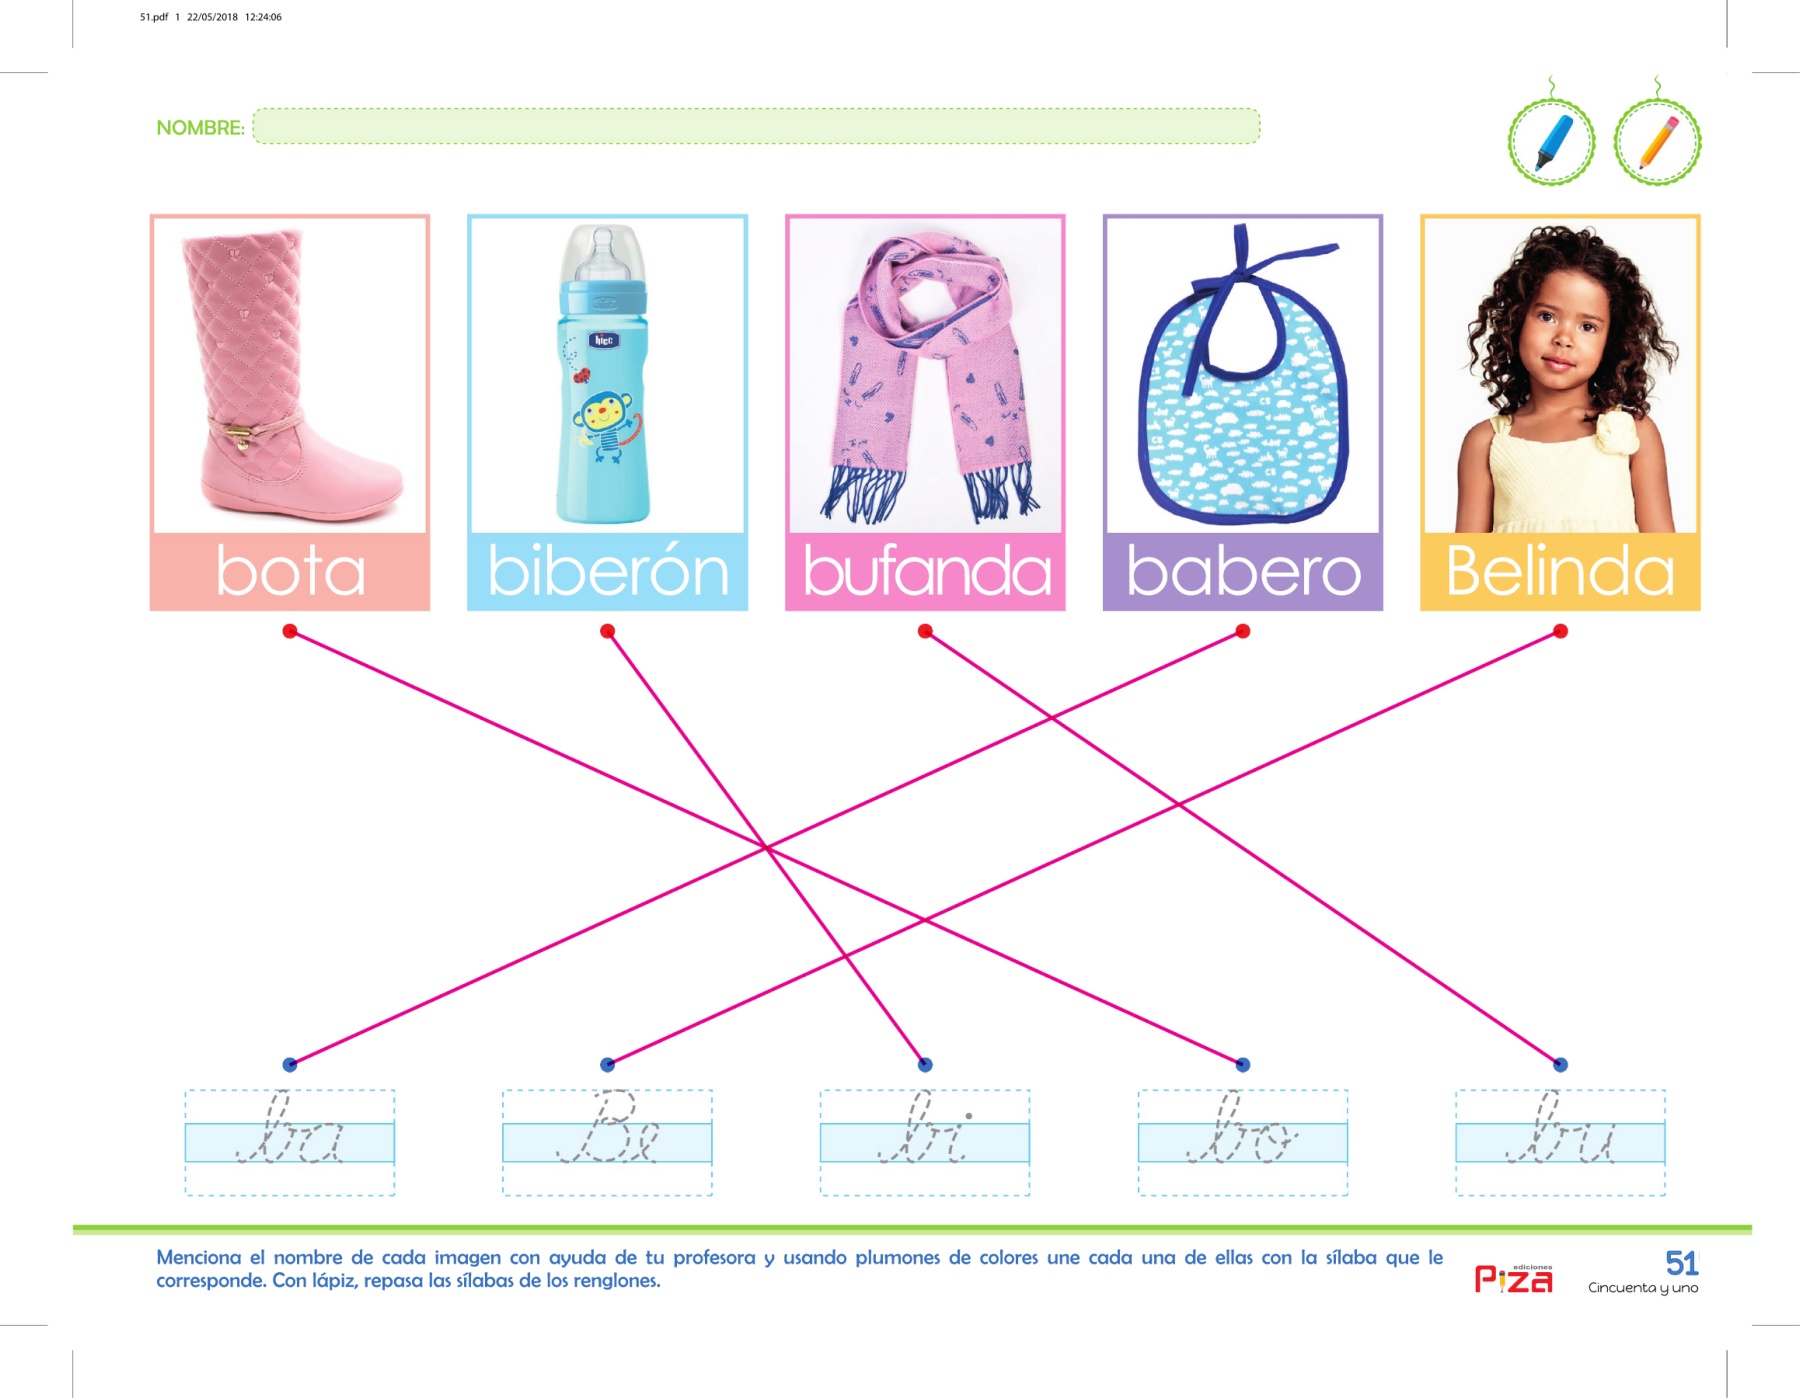 51.pdf 1 22/05/2018 12:24:06
NOMBRE:
hicc
bota
biberón
bufanda
babero
Belinda
ba
Be
bi
bo
bu
Menciona el nombre de cada imagen con ayuda de tu profesora y usando plumones de colores une cada una de ellas con la sílaba que le
corresponde. Con lápiz, repasa las sílabas de los renglones.
ediciones
Piza
51
Cincuenta y uno